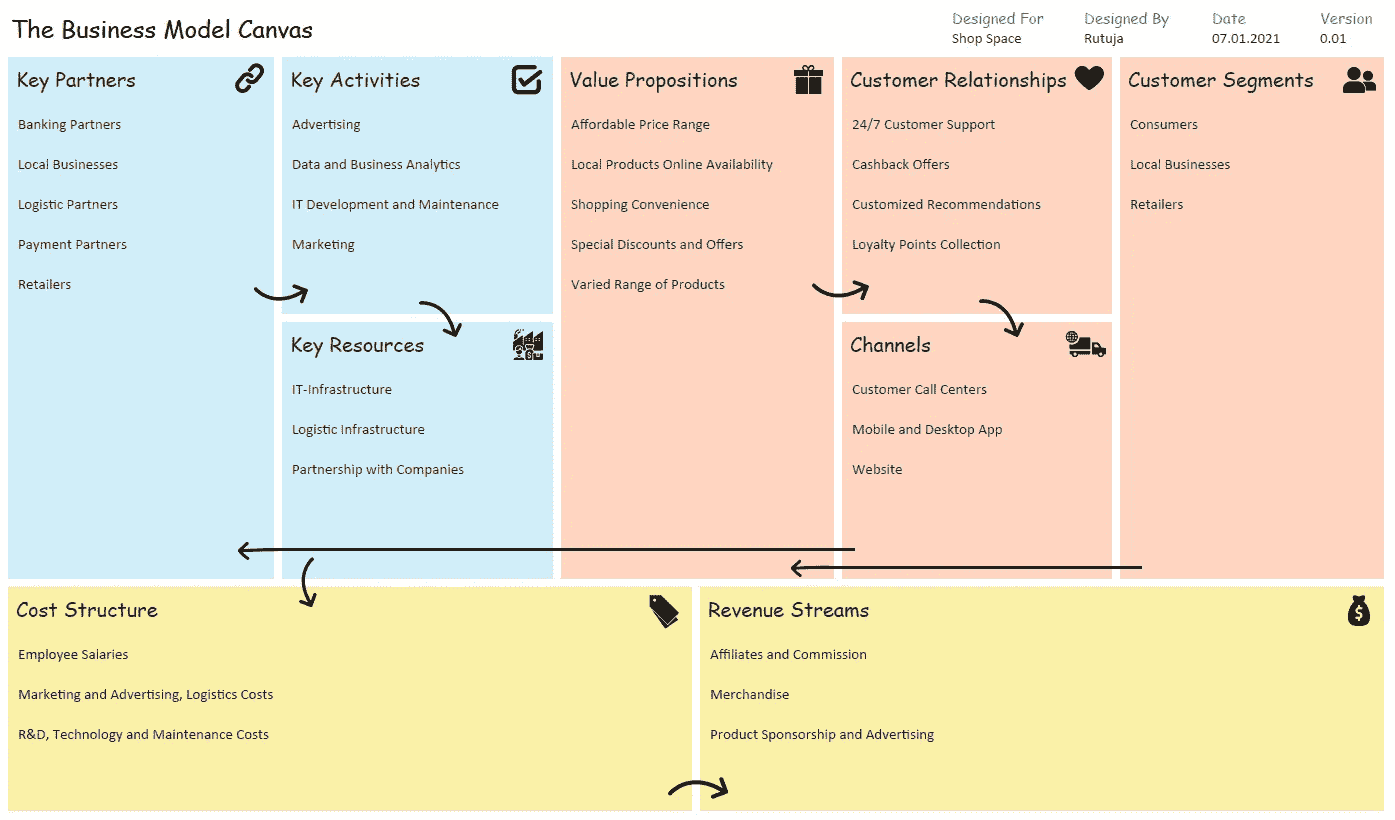 The Business Model Canvas
Designed For
Shop Space
Designed By
Rutuja
Date
07.01.2021
Version
0.01
Key Partners
Banking Partners
Local Businesses
Logistic Partners
Payment Partners
Retailers
Key Activities
Advertising
Data and Business Analytics
IT Development and Maintenance
Marketing
Key Resources
IT-Infrastructure
Logistic Infrastructure
Partnership with Companies
Value Propositions
Affordable Price Range
Local Products Online Availability
Shopping Convenience
Special Discounts and Offers
Varied Range of Products
Customer Relationships
24/7 Customer Support
Cashback Offers
Customized Recommendations
Loyalty Points Collection
Channels
Customer Call Centers
Mobile and Desktop App
Website
Customer Segments
Consumers
Local Businesses
Retailers
Cost Structure
Employee Salaries
Marketing and Advertising, Logistics Costs
R&D, Technology and Maintenance Costs
Revenue Streams
Affiliates and Commission
Merchandise
Product Sponsorship and Advertising